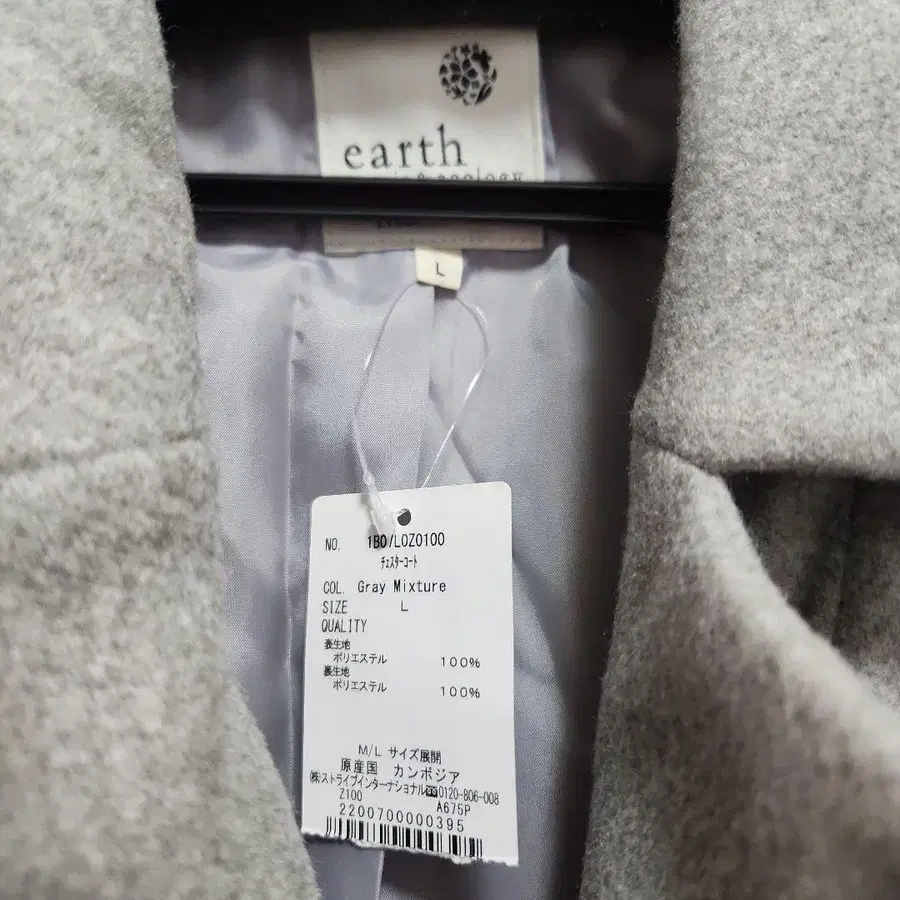 earth
& ecology
L
NO. 1B07L0Z0100
チェスターコート
COL. Gray Mixture
SIZE L
QUALITY
表生地
ポリエステル 100%
裏生地
ポリエステル 100%
M/L サイズ展開
原産国 カンボジア
㈱ストライプインターナショナル☎0120-806-008
Z100 A675P
2200700000395